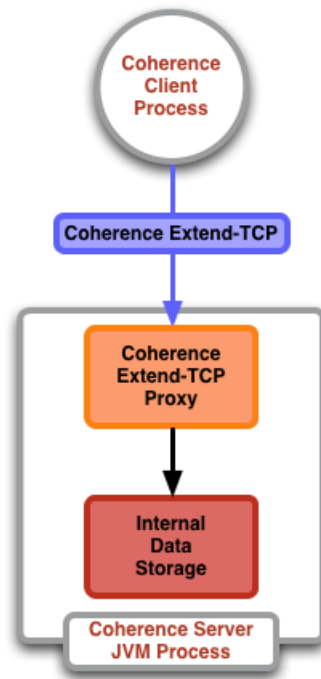 Coherence
Client
Process
Coherence Extend-TCP
Coherence
Extend-TCP
Proxy
Internal
Data
Storage
Coherence Server
JVM Process